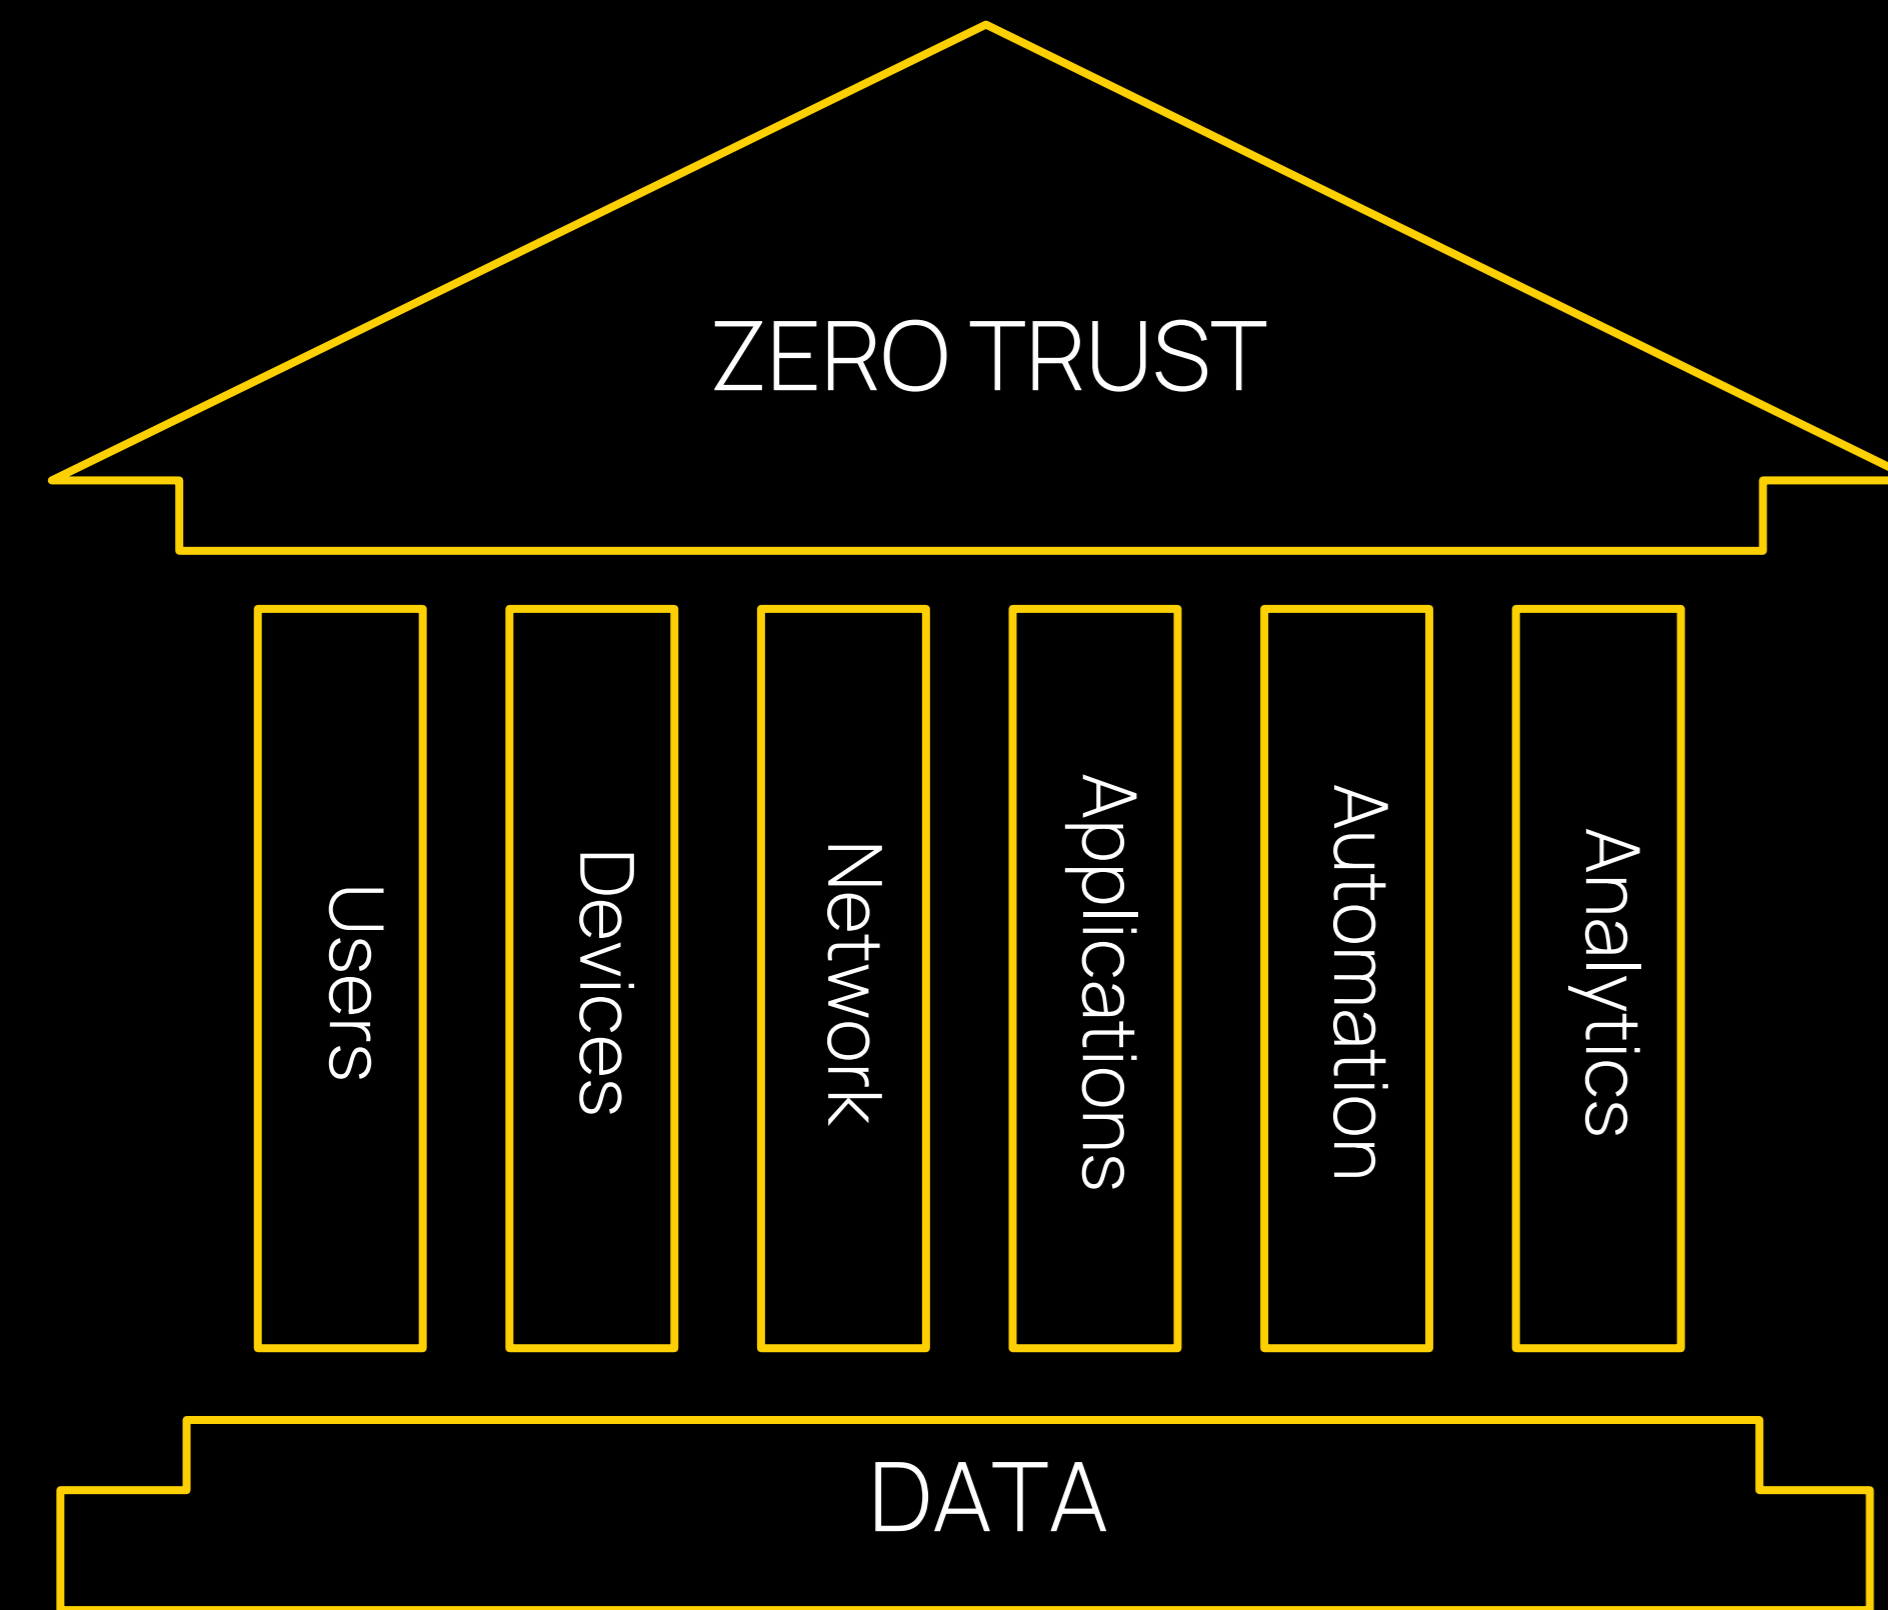 ZERO TRUST
Users
Devices
Network
Applications
Automation
Analytics
DATA